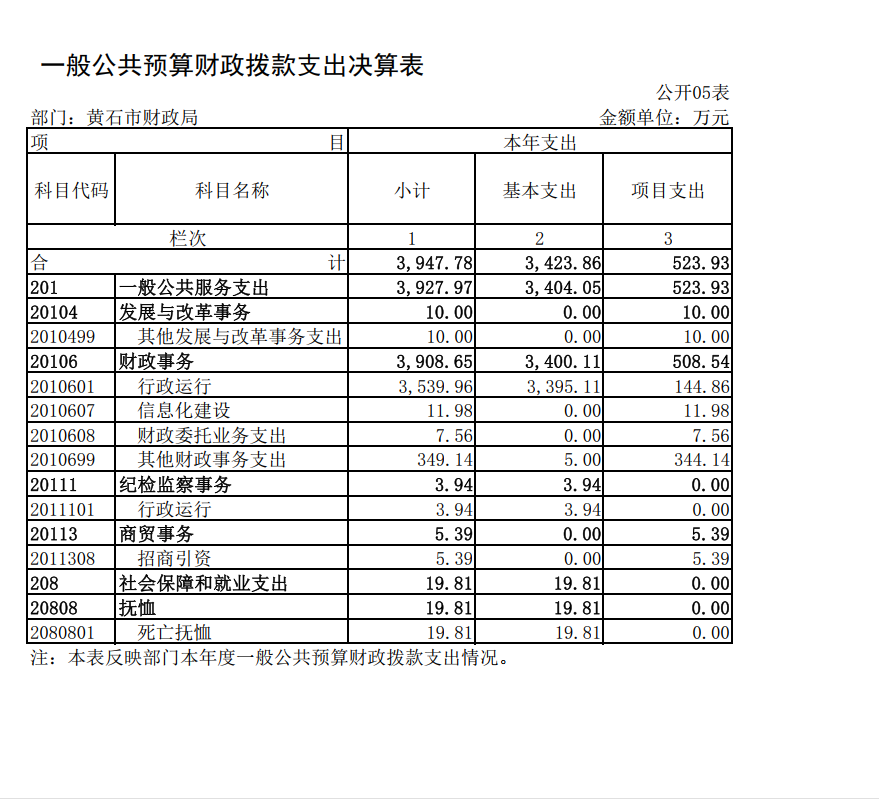 一般公共预算财政拨款支出决算表
公开05表
部门：黄石市财政局 金额单位：万元
项 目 本年支出
科目代码 科目名称 小计 基本支出 项目支出
栏次 1 2 3
合 计 3,947.78 3,423.86 523.93
201 一般公共服务支出 3,927.97 3,404.05 523.93
20104 发展与改革事务 10.00 0.00 10.00
2010499 其他发展与改革事务支出 10.00 0.00 10.00
20106 财政事务 3,908.65 3,400.11 508.54
2010601 行政运行 3,539.96 3,395.11 144.86
2010607 信息化建设 11.98 0.00 11.98
2010608 财政委托业务支出 7.56 0.00 7.56
2010699 其他财政事务支出 349.14 5.00 344.14
20111 纪检监察事务 3.94 3.94 0.00
2011101 行政运行 3.94 3.94 0.00
20113 商贸事务 5.39 0.00 5.39
2011308 招商引资 5.39 0.00 5.39
208 社会保障和就业支出 19.81 19.81 0.00
20808 抚恤 19.81 19.81 0.00
2080801 死亡抚恤 19.81 19.81 0.00
注：本表反映部门本年度一般公共预算财政拨款支出情况。